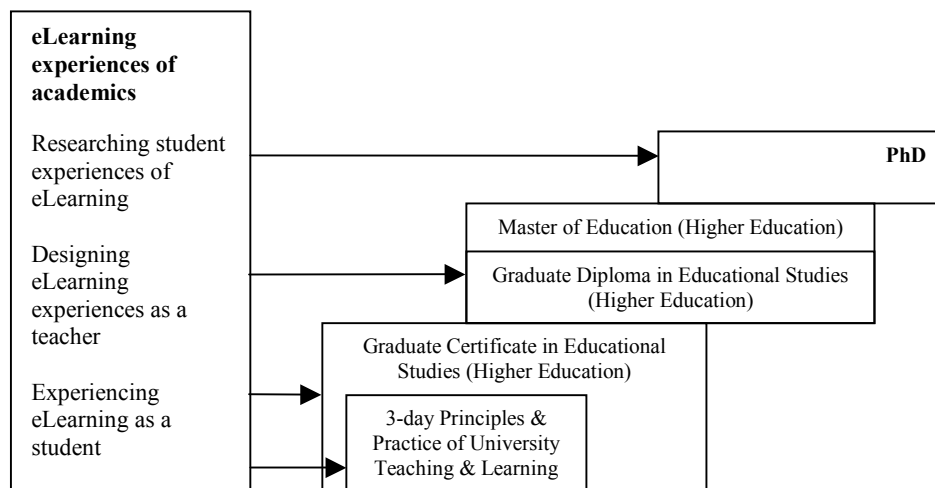 eLearning
experiences of
academics
Researching student
experiences of
eLearning
Designing
eLearning
experiences as a
teacher
Experiencing
eLearning as a
student
PhD
Master of Education (Higher Education)
Graduate Diploma in Educational Studies
(Higher Education)
Graduate Certificate in Educational
Studies (Higher Education)
3-day Principles &
Practice of University
Teaching & Learning